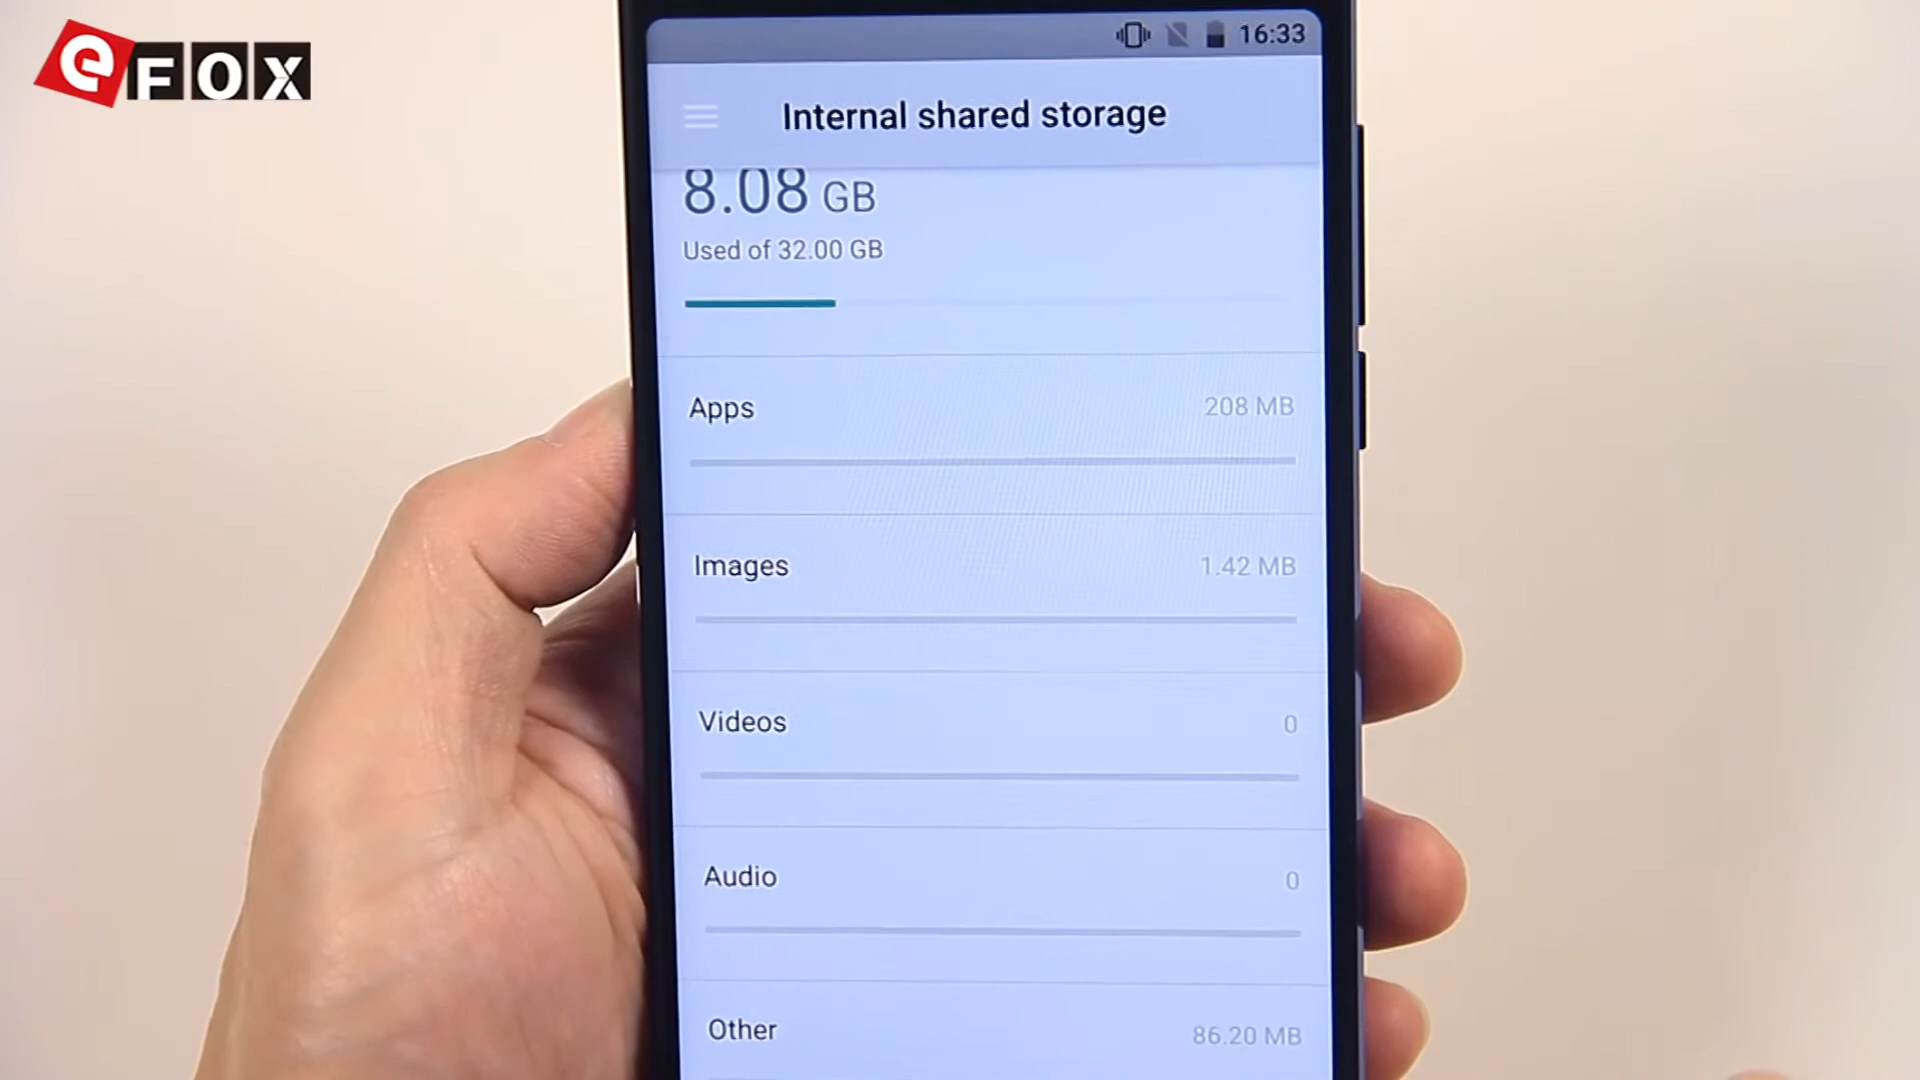 eFOX
16:33
Internal shared storage
8.08 GB
Used of 32.00 GB
Apps 208 MB
Images 1.42 MB
Videos 0
Audio 0
Other 86.20 MB